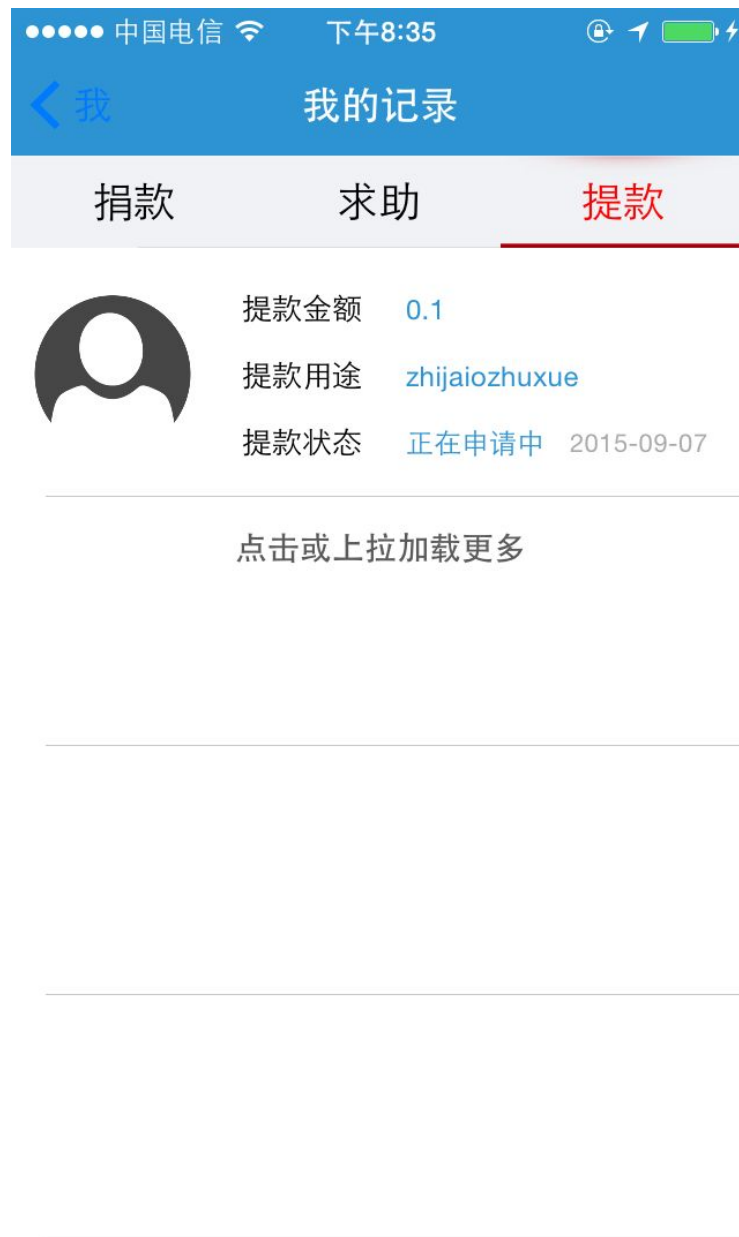 中国电信 下午8:35
我 我的记录
捐款 求助 提款
提款金额 0.1
提款用途 zhijaiozhuxue
提款状态 正在申请中 2015-09-07
点击或上拉加载更多